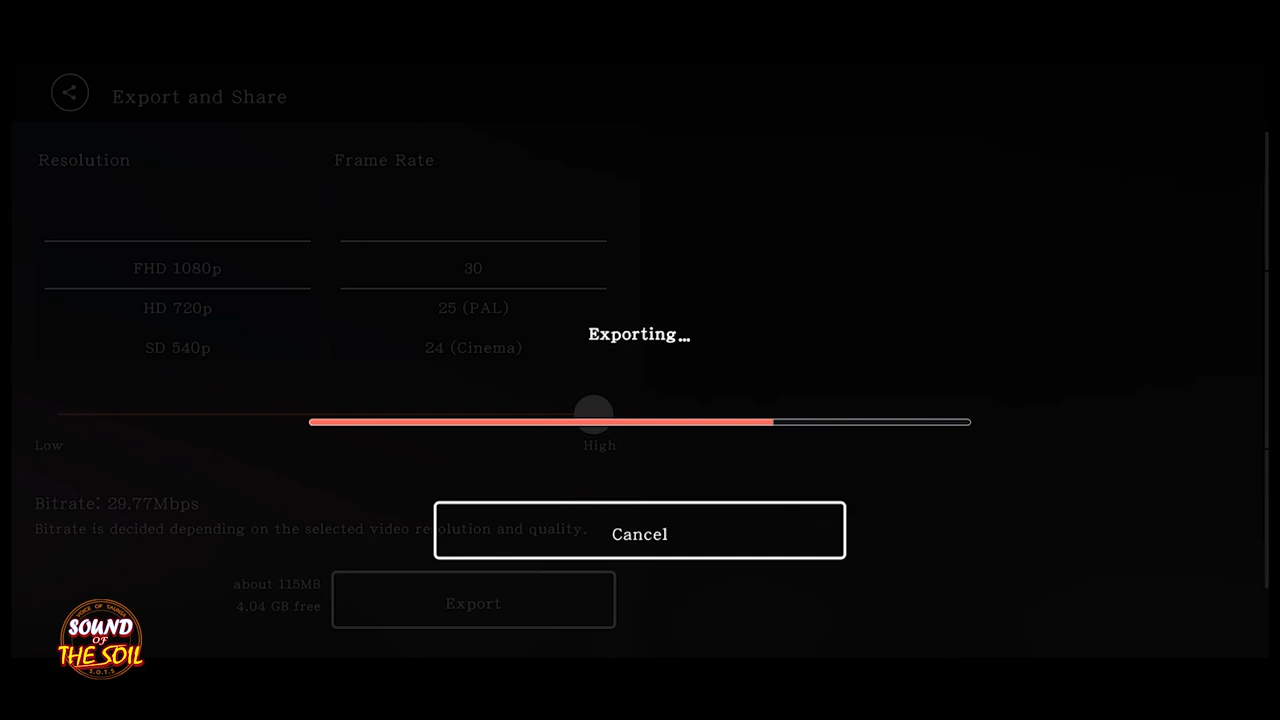 Export and Share
Resolution
Frame Rate
FHD 1080p
30
HD 720p
25 (PAL)
SD 540p
24 (Cinema)
Exporting...
Low
High
Bitrate: 29.77Mbps
Bitrate is decided depending on the selected video resolution and quality.
Cancel
about 115MB
4.04 GB free
Export
SOUND
OF
THE SOIL
S.O.T.S